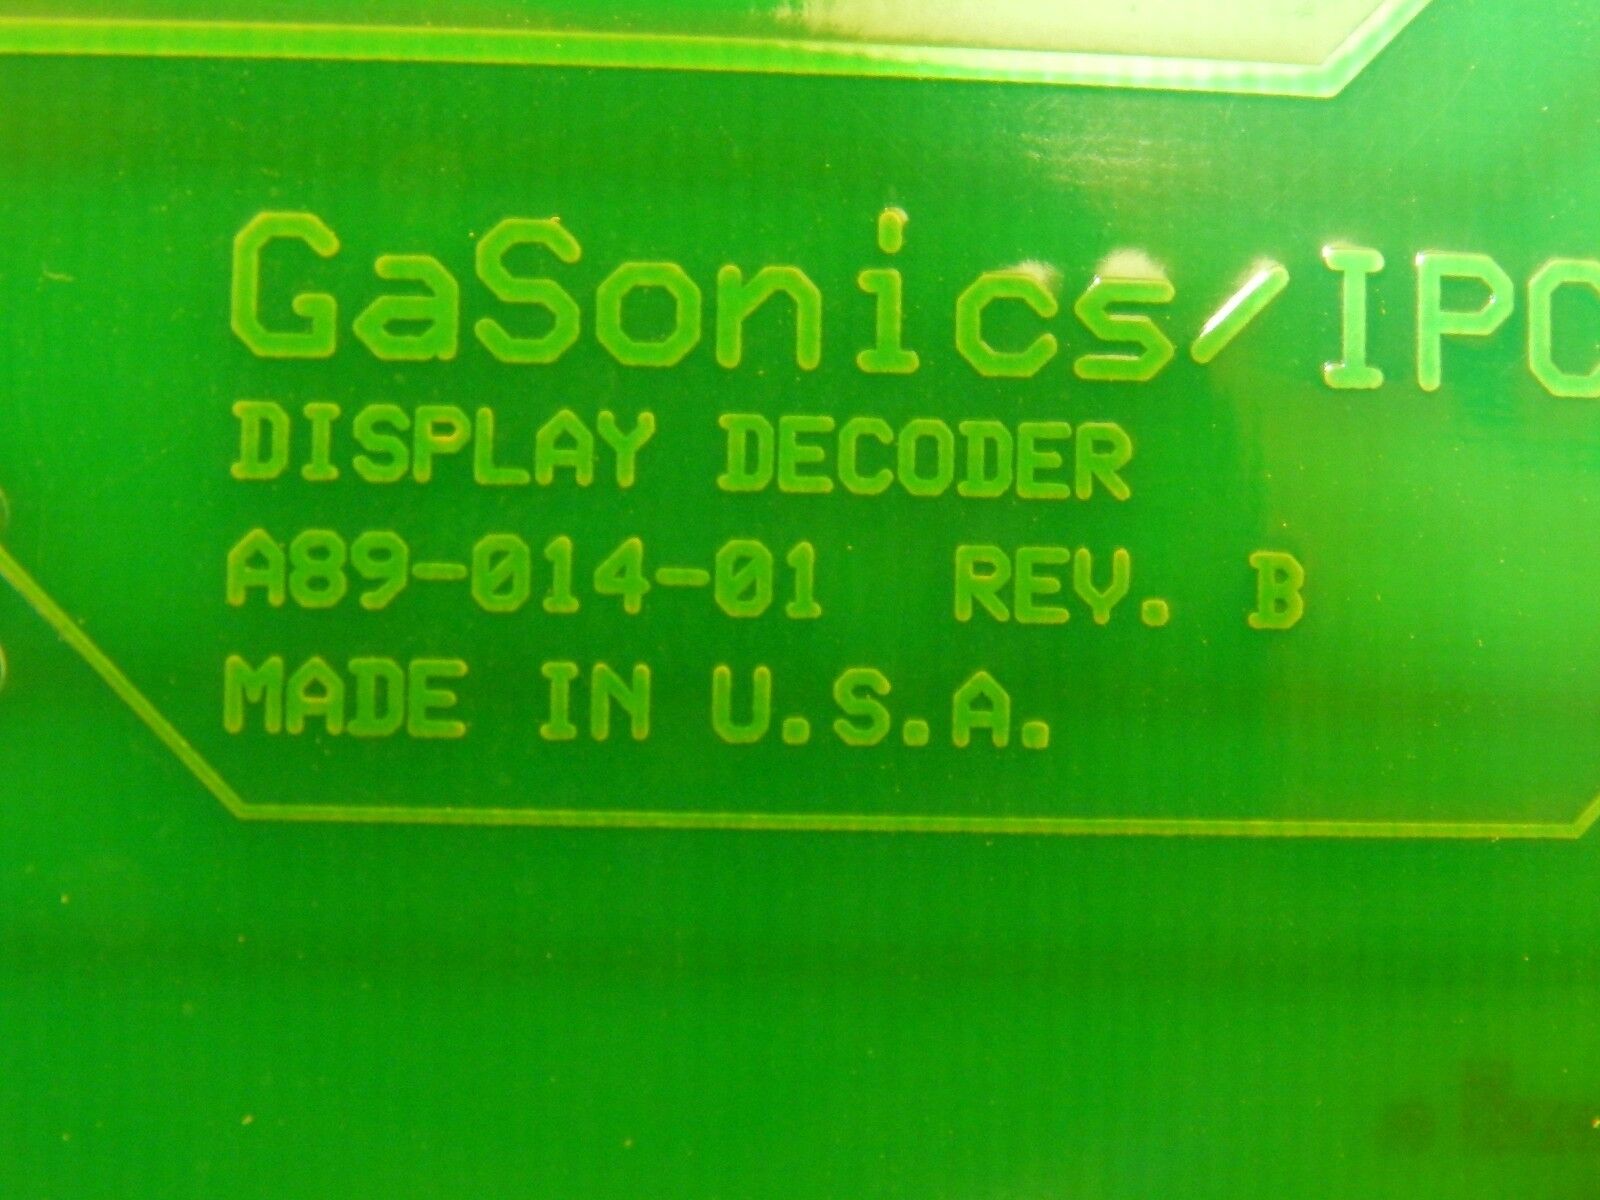 GaSonics/IPC
DISPLAY DECODER
A89-014-01 REV. B
MADE IN U.S.A.